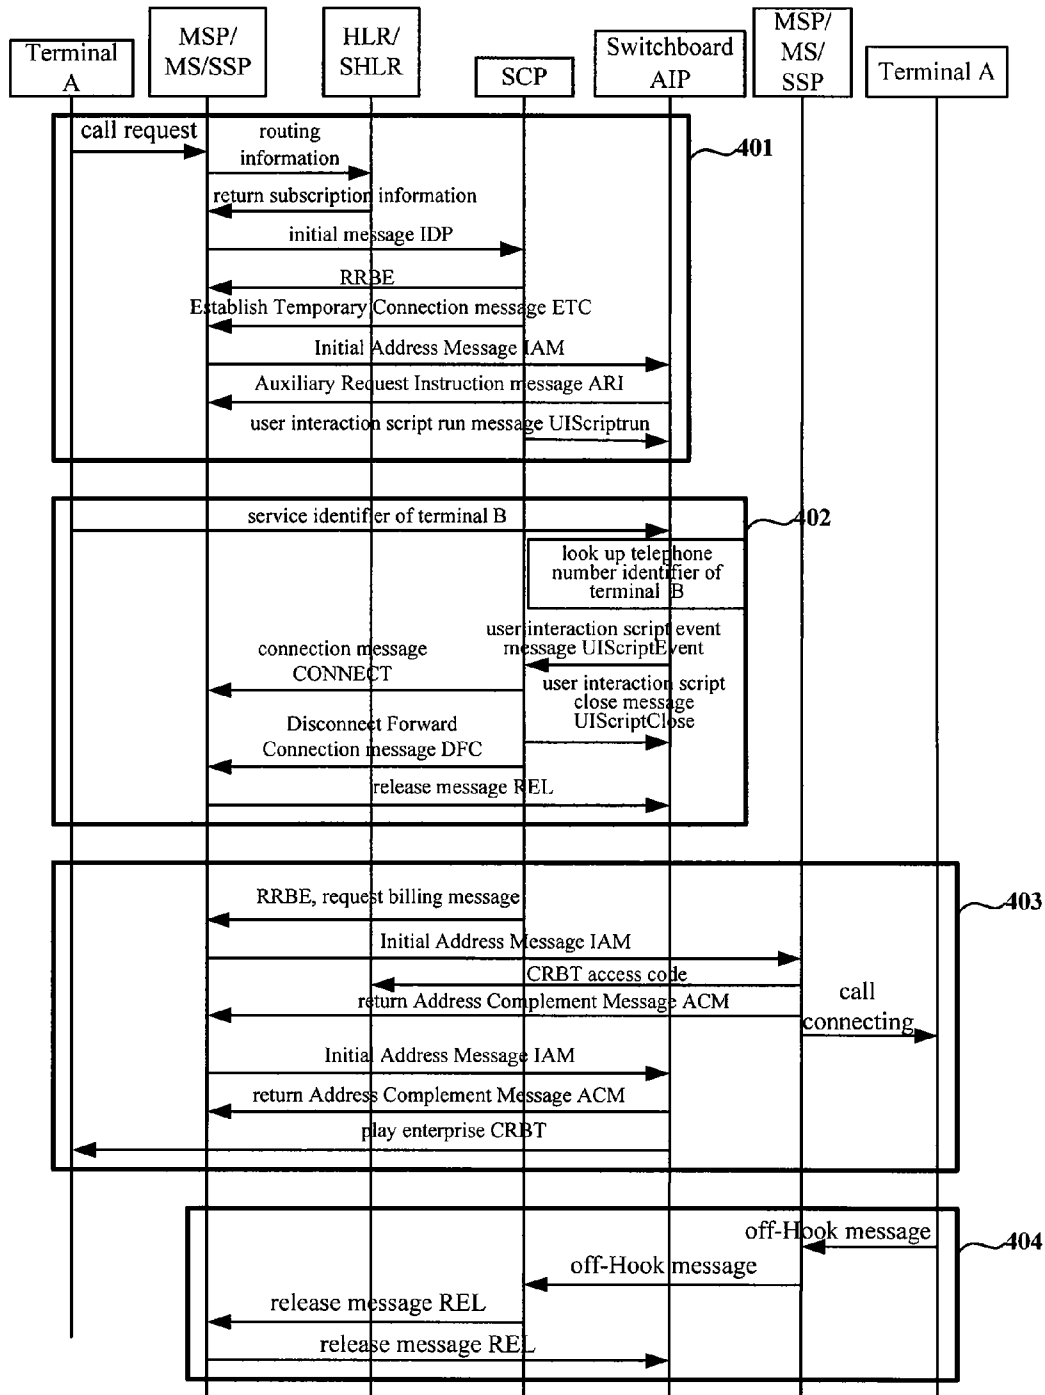 Terminal
A
MSP/
MS/SSP
HLR/
SHLR
SCP
Switchboard
AIP
MSP/
MS/
SSP
Terminal A
call request
routing
information
401
return subscription information
initial message IDP
RRBE
Establish Temporary Connection message ETC
Initial Address Message IAM
Auxiliary Request Instruction message ARI
user interaction script run message UIScriptrun
service identifier of terminal B
402
look up telephone
number identifier of
terminal B
user interaction script event
message UIScriptEvent
connection message
CONNECT
user interaction script
close message
UIScriptClose
Disconnect Forward
Connection message DFC
release message REL
RRBE, request billing message
403
Initial Address Message IAM
CRBT access code
return Address Complement Message ACM
call
connecting
Initial Address Message IAM
return Address Complement Message ACM
play enterprise CRBT
off-Hook message
404
off-Hook message
release message REL
release message REL